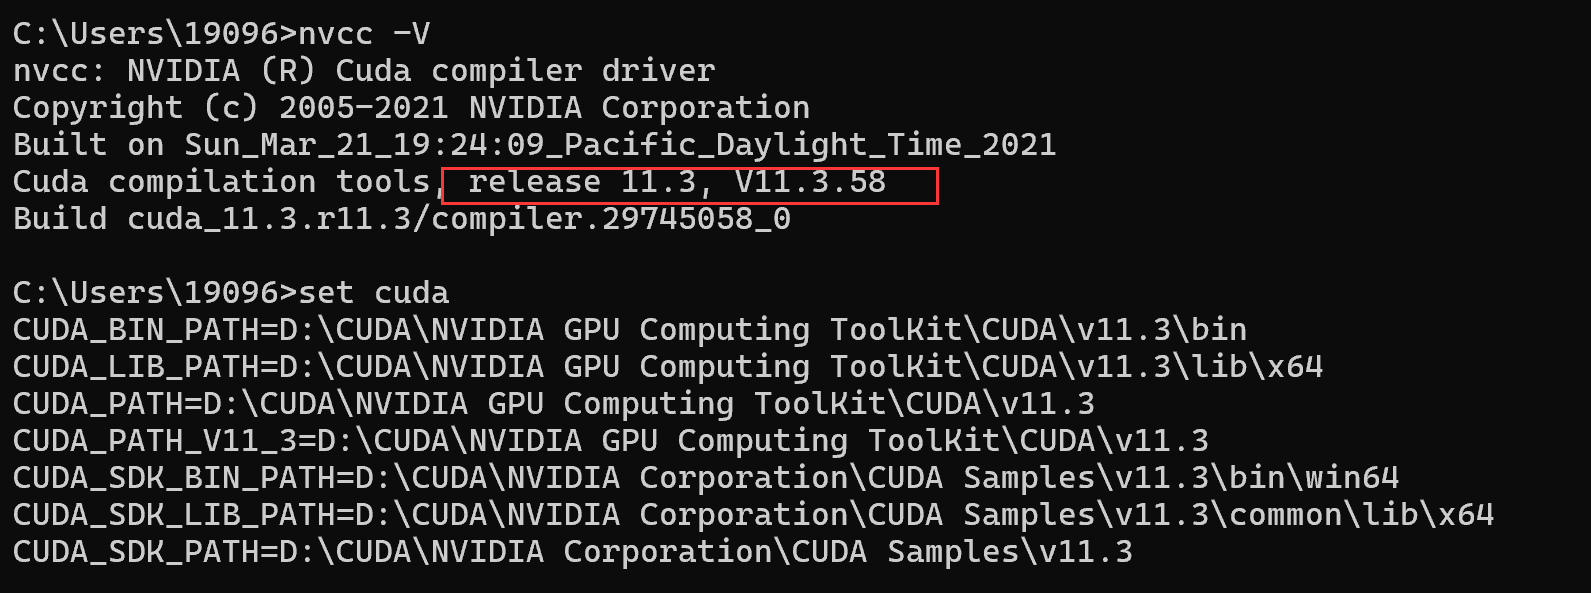 C:\Users\19096>nvcc -V
nvcc: NVIDIA (R) Cuda compiler driver
Copyright (c) 2005-2021 NVIDIA Corporation
Built on Sun_Mar_21_19:24:09_Pacific_Daylight_Time_2021
Cuda compilation tools, release 11.3, V11.3.58
Build cuda_11.3.r11.3/compiler.29745058_0
C:\Users\19096>set cuda
CUDA_BIN_PATH=D:\CUDA\NVIDIA GPU Computing ToolKit\CUDA\v11.3\bin
CUDA_LIB_PATH=D:\CUDA\NVIDIA GPU Computing ToolKit\CUDA\v11.3\lib\x64
CUDA_PATH=D:\CUDA\NVIDIA GPU Computing ToolKit\CUDA\v11.3
CUDA_PATH_V11_3=D:\CUDA\NVIDIA GPU Computing ToolKit\CUDA\v11.3
CUDA_SDK_BIN_PATH=D:\CUDA\NVIDIA Corporation\CUDA Samples\v11.3\bin\win64
CUDA_SDK_LIB_PATH=D:\CUDA\NVIDIA Corporation\CUDA Samples\v11.3\common\lib\x64
CUDA_SDK_PATH=D:\CUDA\NVIDIA Corporation\CUDA Samples\v11.3